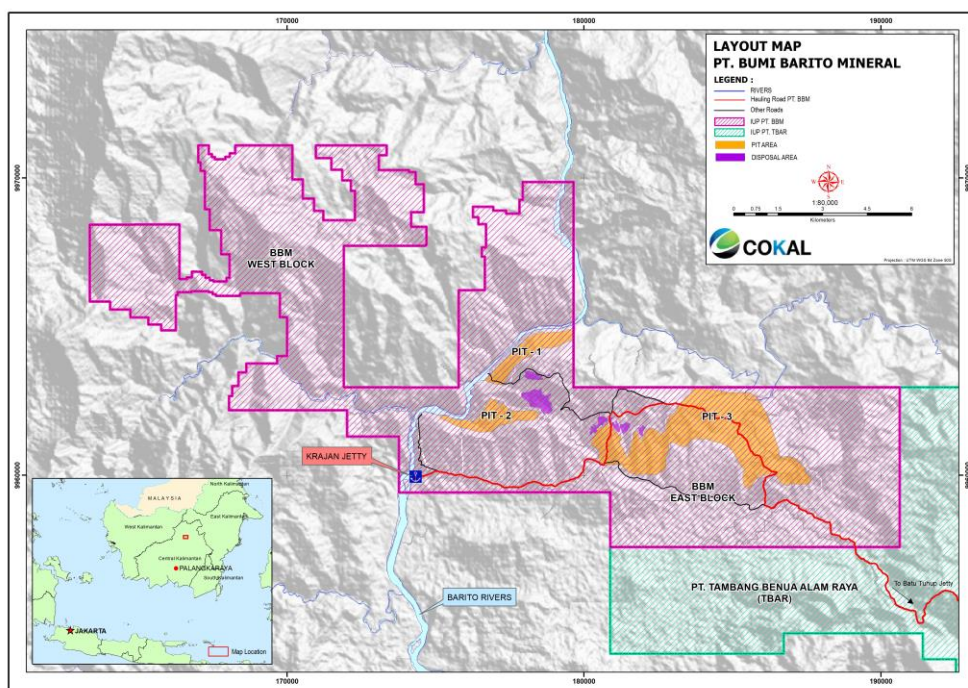 170000
180000
190000
LAYOUT MAP
PT. BUMI BARITO MINERAL
LEGEND :
RIVERS
Hauling Road PT. BBM
Other Roads
IUP PT. BBM
IUP PT. TBAR
PIT AREA
DISPOSAL AREA
N
W
E
S
1:80,000
0 0.75 1.5 3 4.5 6
Kilometers
COKAL
9970000
9970000
BBM
WEST BLOCK
PIT - 1
PIT - 2
PIT - 3
KRAJAN JETTY
9960000
BBM
EAST BLOCK
MALAYSIA
North Kalimantan
West Kalimantan
East Kalimantan
Central Kalimantan
PALANGKARAYA
South Kalimantan
JAKARTA
Map Location
BARITO RIVERS
PT. TAMBANG BENUA ALAM RAYA
(TBAR)
To Batu Tuhup Jetty
170000
180000
190000